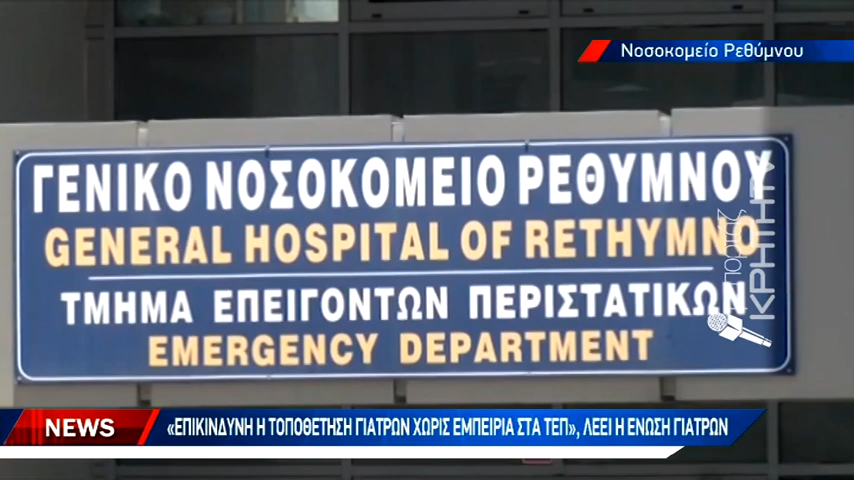 Νοσοκομείο Ρεθύμνου
ΓΕΝΙΚΟ ΝΟΣΟΚΟΜΕΙΟ ΡΕΘΥΜΝΟΥ
GENERAL HOSPITAL OF RETHYMNO
ΤΜΗΜΑ ΕΠΕΙΓΟΝΤΩΝ ΠΕΡΙΣΤΑΤΙΚΩΝ
EMERGENCY DEPARTMENT
ΚΡΗΤΗTV
NEWS
«ΕΠΙΚΙΝΔΥΝΗ Η ΤΟΠΟΘΕΤΗΣΗ ΓΙΑΤΡΩΝ ΧΩΡΙΣ ΕΜΠΕΙΡΙΑ ΣΤΑ ΤΕΠ», ΛΕΕΙ Η ΕΝΩΣΗ ΓΙΑΤΡΩΝ